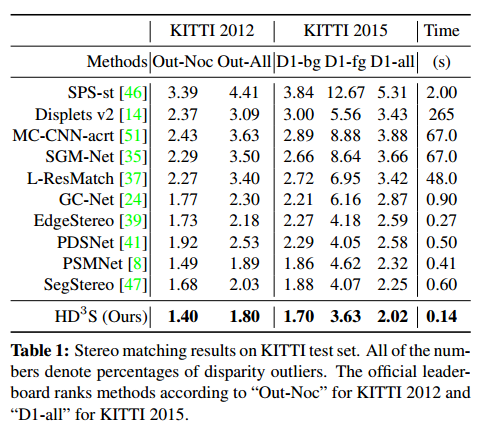 KITTI 2012 KITTI 2015 Time
Methods Out-Noc Out-All D1-bg D1-fg D1-all (s)
SPS-st [46] 3.39 4.41 3.84 12.67 5.31 2.00
Displets v2 [14] 2.37 3.09 3.00 5.56 3.43 265
MC-CNN-acrt [51] 2.43 3.63 2.89 8.88 3.88 67.0
SGM-Net [35] 2.29 3.50 2.66 8.64 3.66 67.0
L-ResMatch [37] 2.27 3.40 2.72 6.95 3.42 48.0
GC-Net [24] 1.77 2.30 2.21 6.16 2.87 0.90
EdgeStereo [39] 1.73 2.18 2.27 4.18 2.59 0.27
PDSNet [41] 1.92 2.53 2.29 4.05 2.58 0.50
PSMNet [8] 1.49 1.89 1.86 4.62 2.32 0.41
SegStereo [47] 1.68 2.03 1.88 4.07 2.25 0.60
HD³S (Ours) 1.40 1.80 1.70 3.63 2.02 0.14
Table 1: Stereo matching results on KITTI test set. All of the num-
bers denote percentages of disparity outliers. The official leader-
board ranks methods according to “Out-Noc” for KITTI 2012 and
“D1-all” for KITTI 2015.